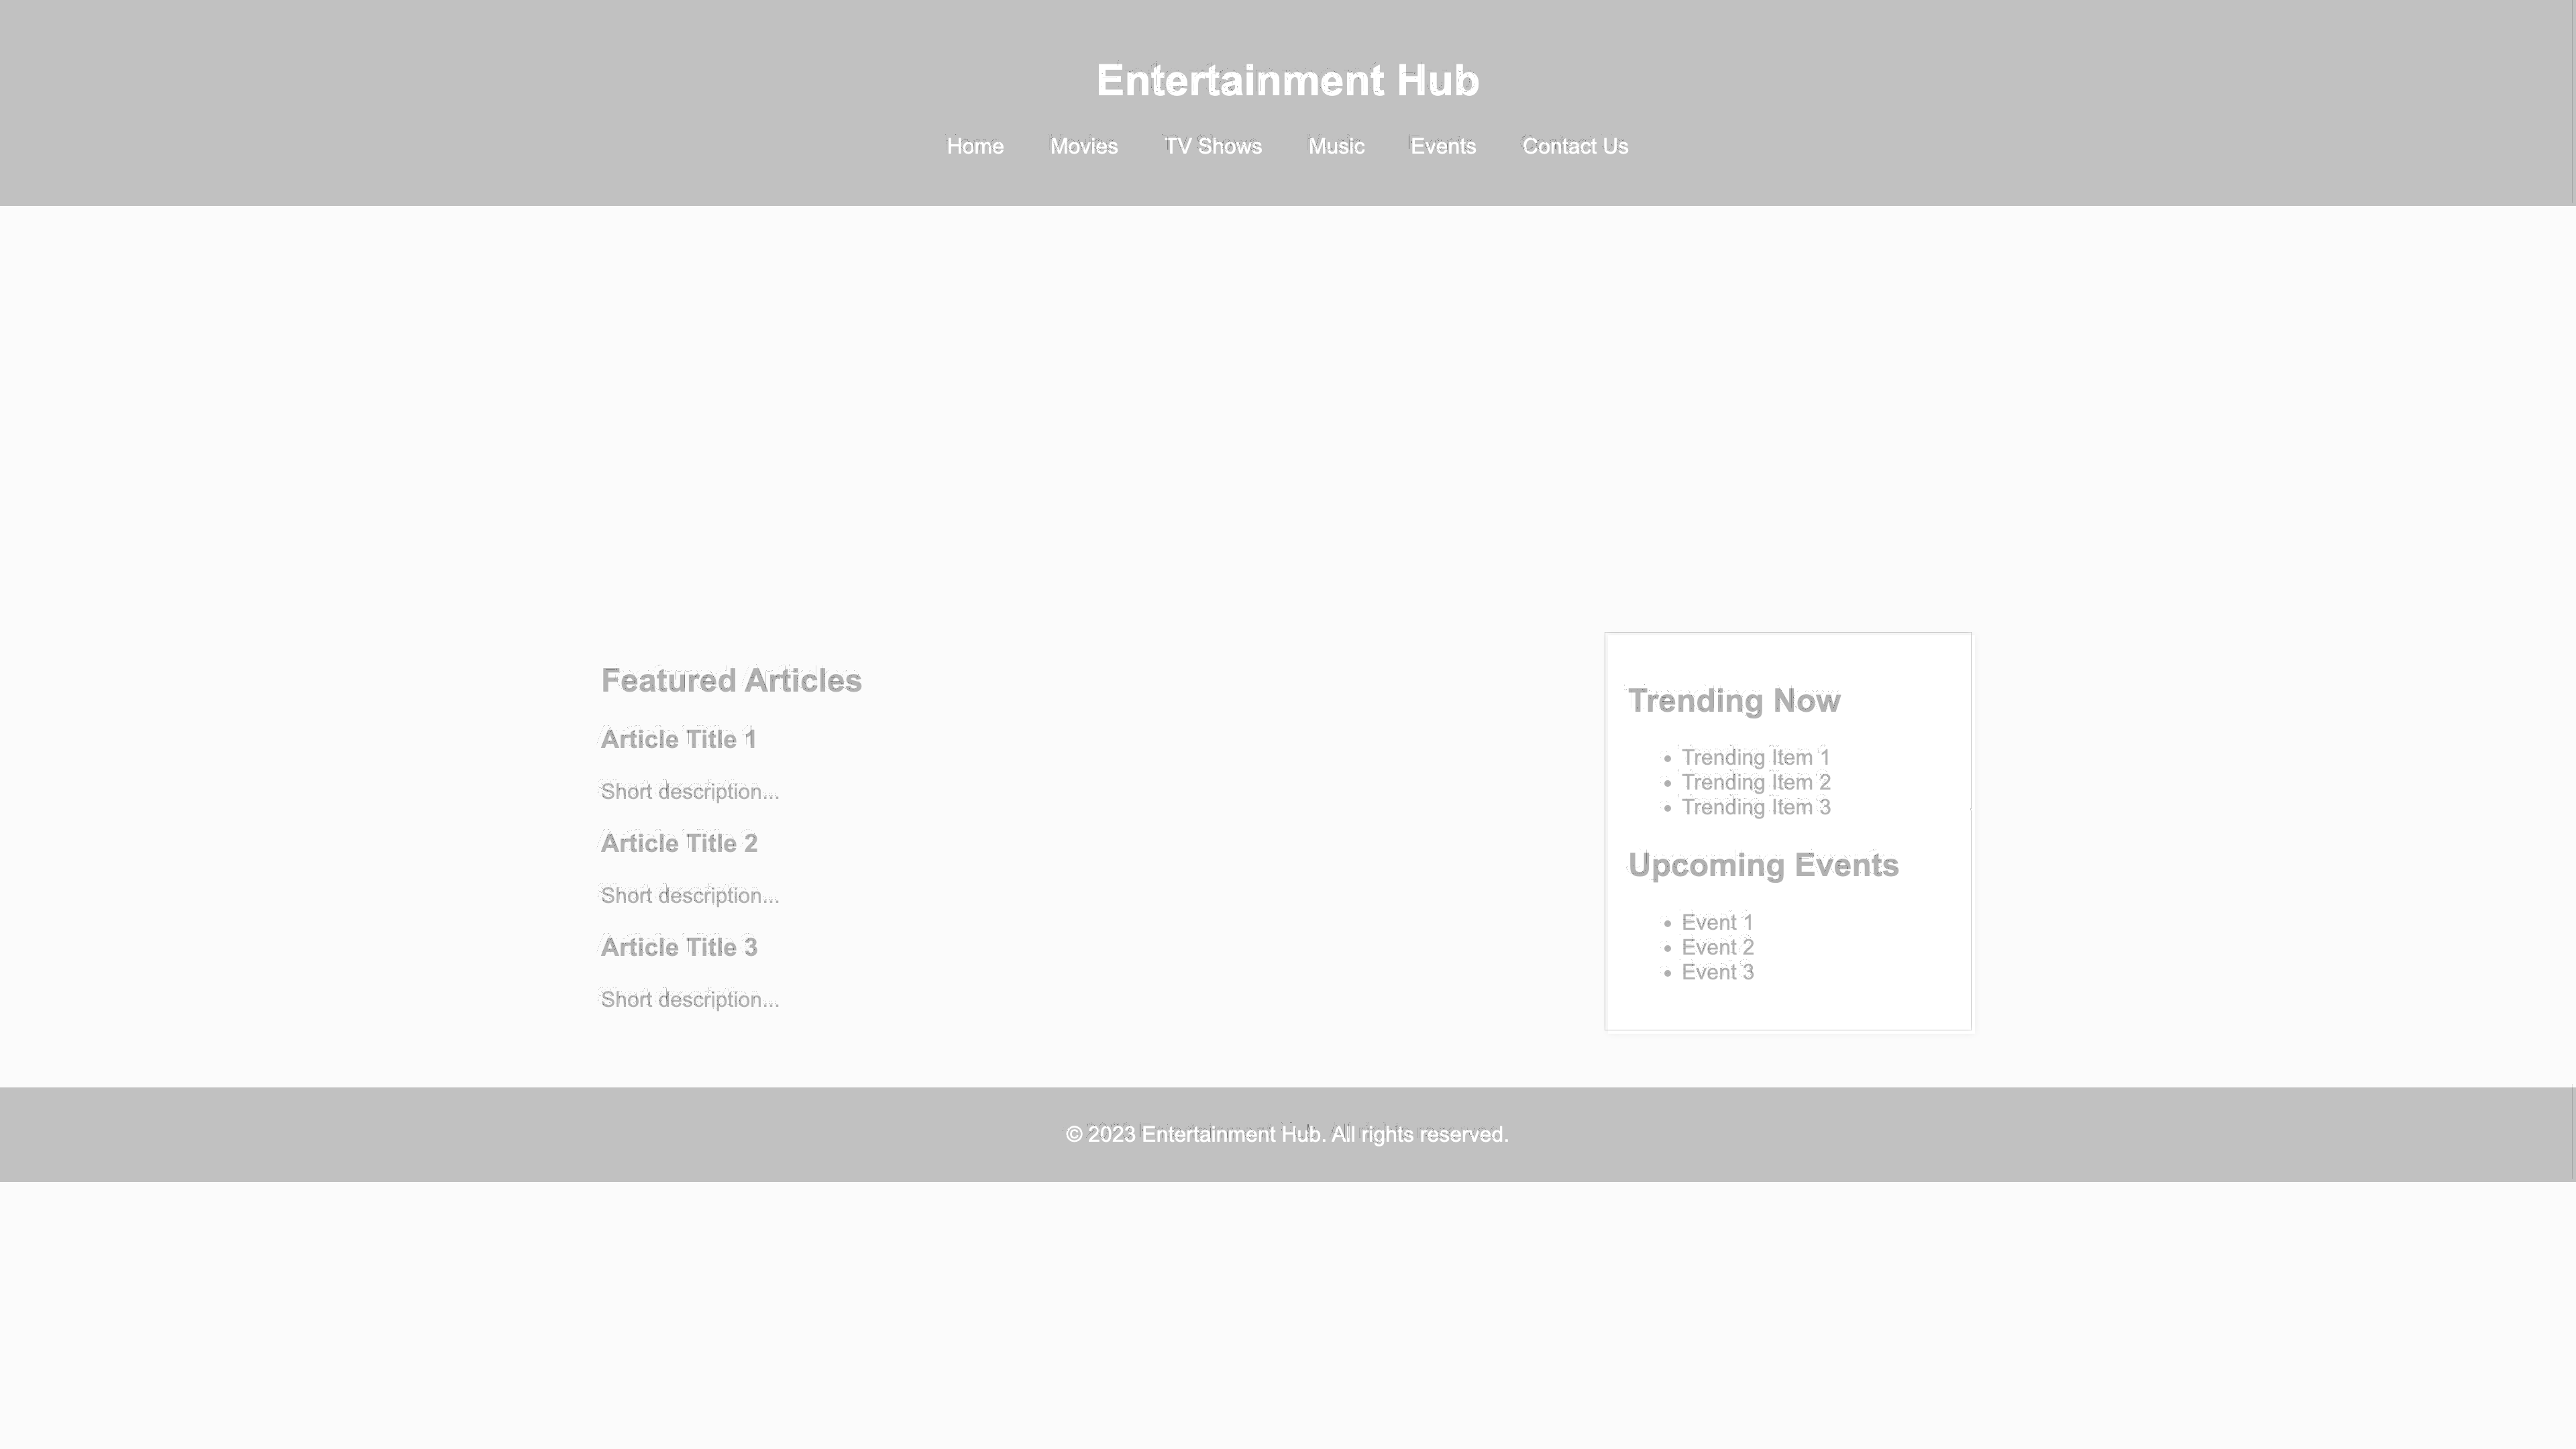 Entertainment Hub
Home Movies TV Shows Music Events Contact Us
Featured Articles
Article Title 1
Short description...
Article Title 2
Short description...
Article Title 3
Short description...
Trending Now
• Trending Item 1
• Trending Item 2
• Trending Item 3
Upcoming Events
• Event 1
• Event 2
• Event 3
© 2023 Entertainment Hub. All rights reserved.